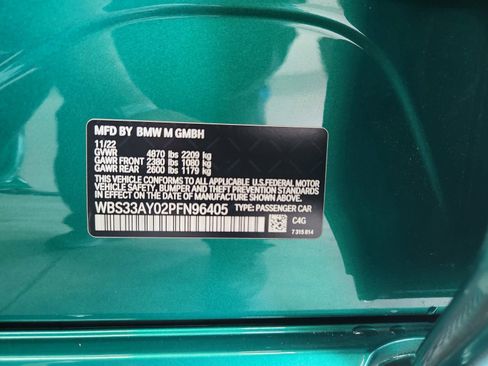 MFD BY BMW M GMBH
11/22
GVWR 4870 lbs 2209 kg
GAWR FRONT 2380 lbs 1080 kg
GAWR REAR 2600 lbs 1179 kg
THIS VEHICLE CONFORMS TO ALL APPLICABLE U.S.FEDERAL MOTOR
VEHICLE SAFETY, BUMPER AND THEFT PREVENTION STANDARDS
IN EFFECT ON THE DATE OF MANUFACTURE SHOWN ABOVE.
WBS33AY02PFN96405 TYPE: PASSENGER CAR
C4G
7 315 814